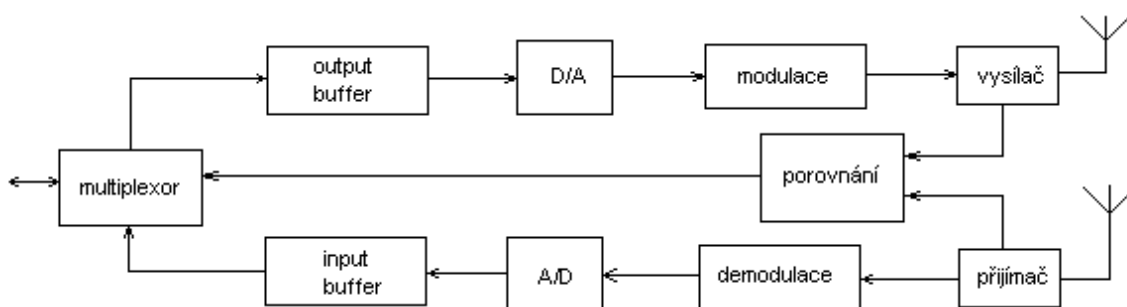 output
buffer
D/A
modulace
vysílač
multiplexor
porovnání
input
buffer
A/D
demodulace
přijímač